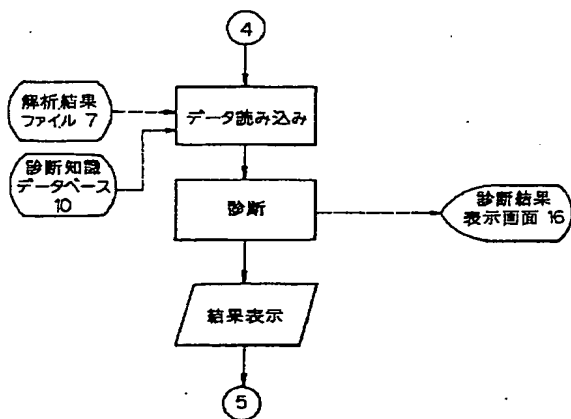 4
解析結果
ファイル 7
データ読み込み
診断知識
データベース
10
診断
診断結果
表示画面 16
結果表示
5